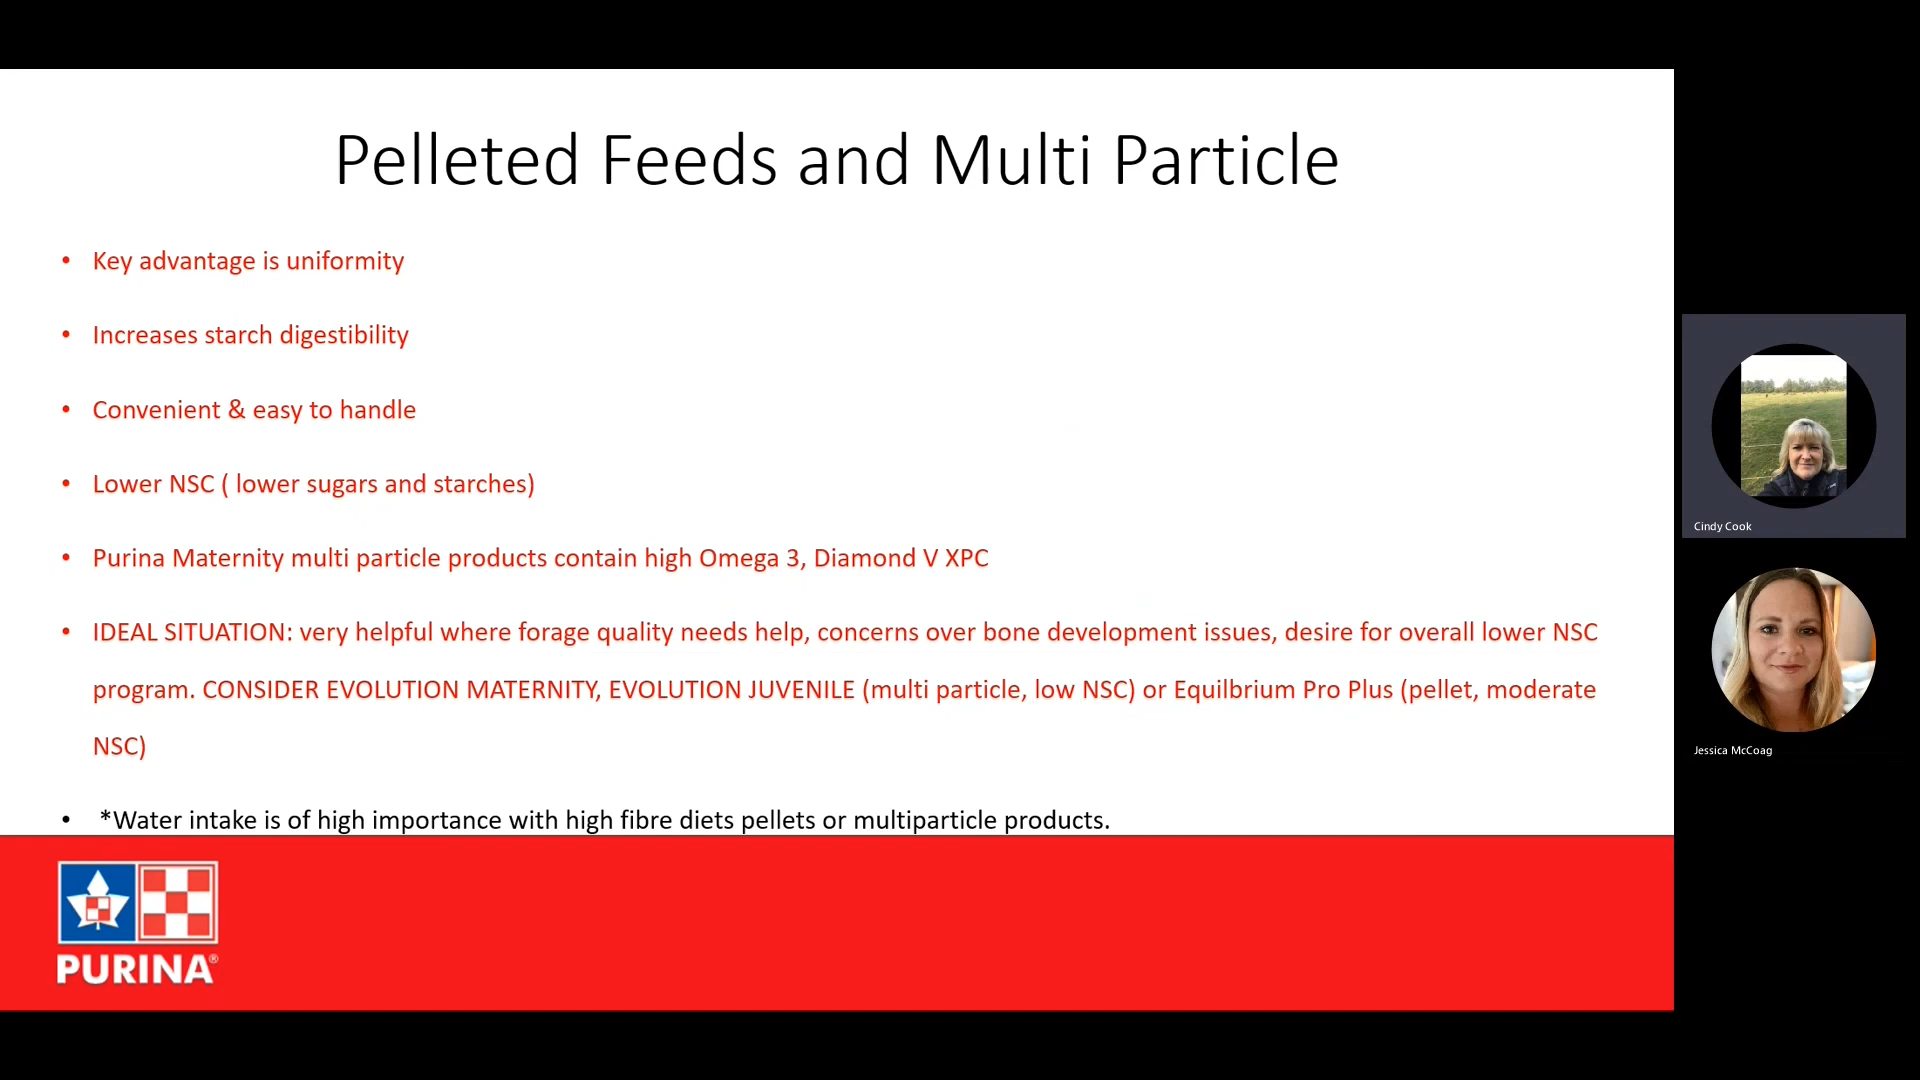 Pelleted Feeds and Multi Particle
• Key advantage is uniformity
• Increases starch digestibility
• Convenient & easy to handle
• Lower NSC ( lower sugars and starches)
• Purina Maternity multi particle products contain high Omega 3, Diamond V XPC
• IDEAL SITUATION: very helpful where forage quality needs help, concerns over bone development issues, desire for overall lower NSC
program. CONSIDER EVOLUTION MATERNITY, EVOLUTION JUVENILE (multi particle, low NSC) or Equilbrium Pro Plus (pellet, moderate
NSC)
• *Water intake is of high importance with high fibre diets pellets or multiparticle products.
PURINA®
Cindy Cook
Jessica McCoag